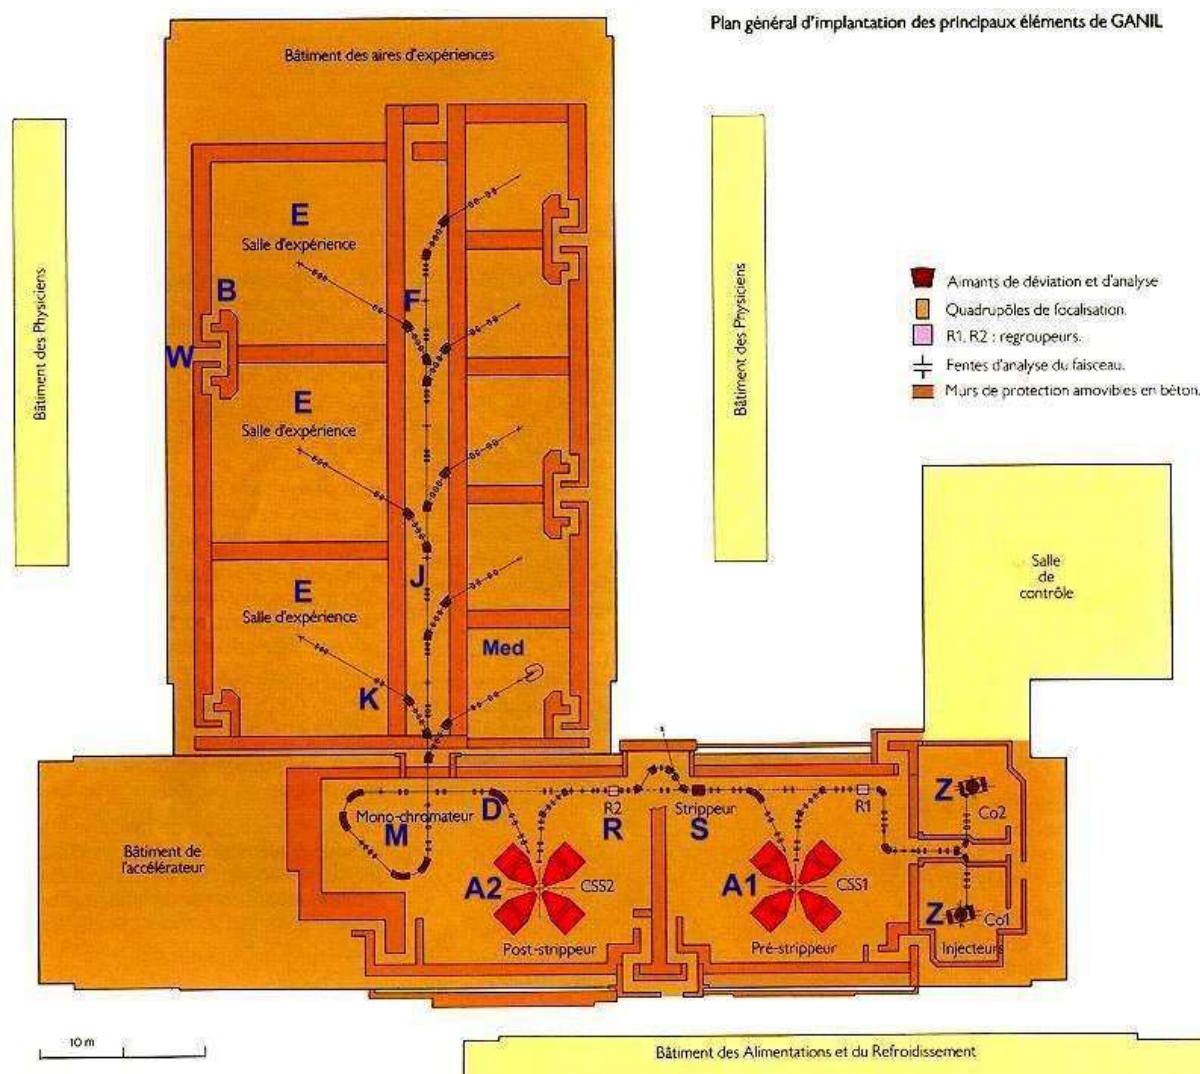 Plan général d'implantation des principaux éléments de GANIL
Bâtiment des aires d'expériences
E
Salle d'expérience
B
F
W
Bâtiment des Physiciens
Bâtiment des Physiciens
Aimants de déviation et d'analyse
Quadrupôles de focalisation.
R1, R2 : regroupeurs.
Fentes d'analyse du faisceau.
Murs de protection amovibles en béton.
E
Salle d'expérience
J
E
Salle d'expérience
Med
K
Salle
de
contrôle
D
Mono-chromateur
M
R2
R
Strippeur
S
R1
Z
Co2
Bâtiment de
l'accélérateur
A2
CSS2
A1
CSS1
Z
Co1
Post-strippeur
Pré-strippeur
Injecteurs
10 m
Bâtiment des Alimentations et du Refroidissement